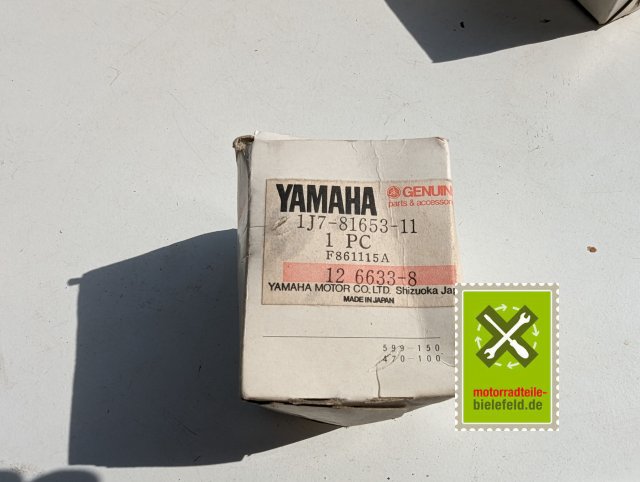 YAMAHA
GENUIN
parts & accessor
1J7-81653-11
1 PC
F861115A
12 6633-8
YAMAHA MOTOR CO.,LTD. Shizuoka Jap
MADE IN JAPAN
599-150
470-100
motorradteile-
bielefeld.de